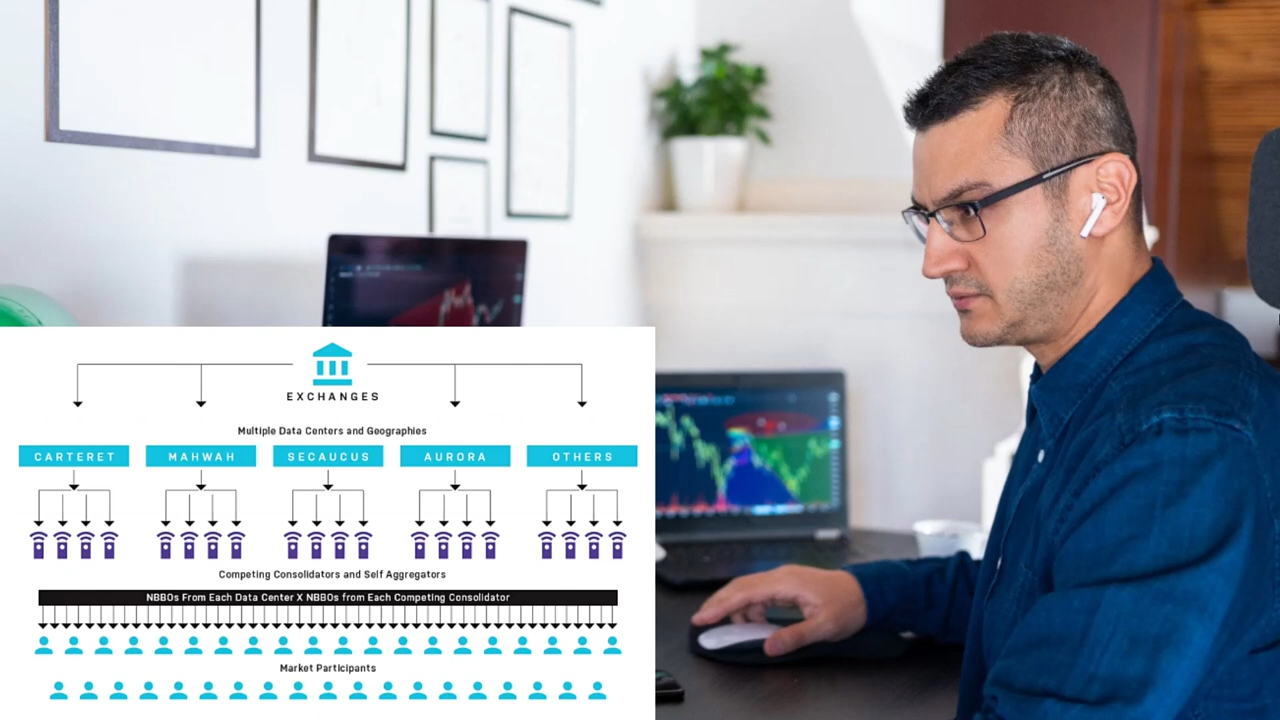 EXCHANGES
Multiple Data Centers and Geographies
CARTERET
MAHWAH
SECAUCUS
AURORA
OTHERS
Competing Consolidators and Self Aggregators
NBBOs From Each Data Center X NBBOs from Each Competing Consolidator
Market Participants